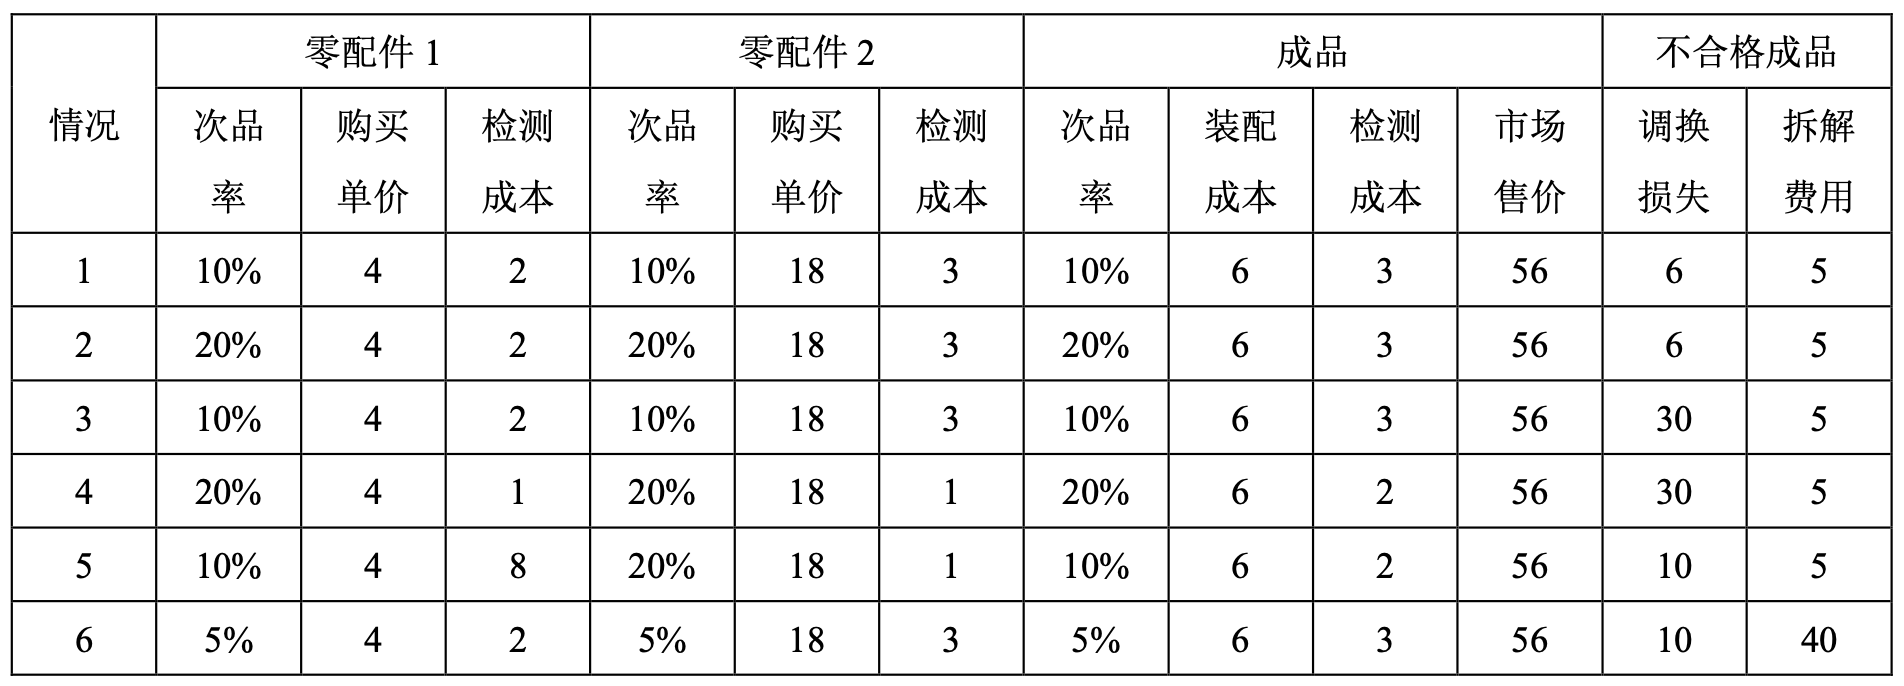 零配件 1 零配件 2 成品 不合格成品
情况 次品率 购买单价 检测成本 次品率 购买单价 检测成本 次品率 装配成本 检测成本 市场售价 调换损失 拆解费用
1 10% 4 2 10% 18 3 10% 6 3 56 6 5
2 20% 4 2 20% 18 3 20% 6 3 56 6 5
3 10% 4 2 10% 18 3 10% 6 3 56 30 5
4 20% 4 1 20% 18 1 20% 6 2 56 30 5
5 10% 4 8 20% 18 1 10% 6 2 56 10 5
6 5% 4 2 5% 18 3 5% 6 3 56 10 40